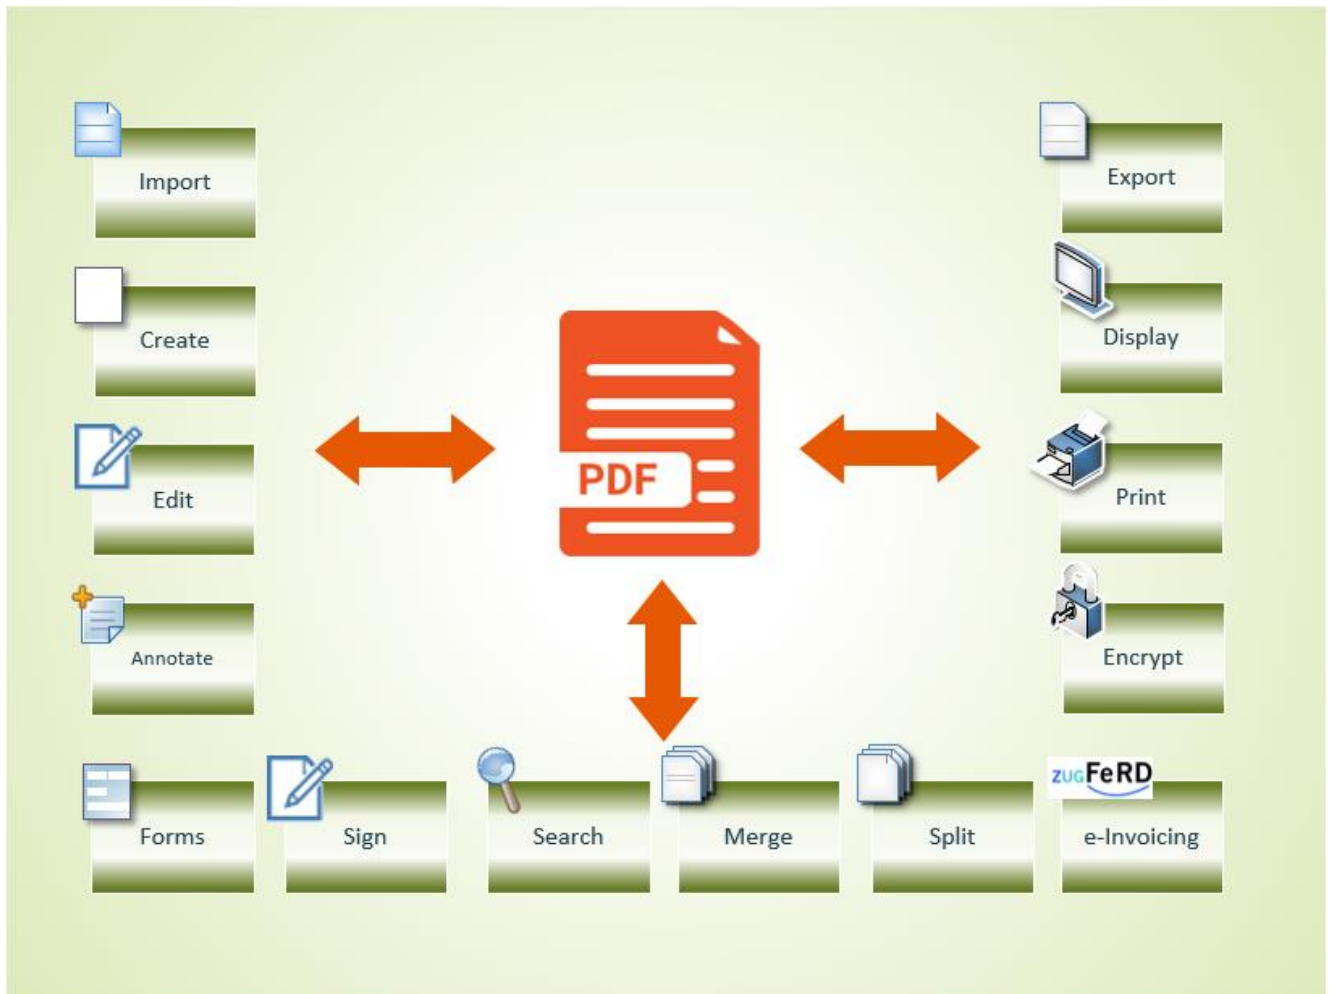 Import
Export
Create
Display
PDF
Edit
Print
Annotate
Encrypt
ZUGFeRD
Forms
Sign
Search
Merge
Split
e-Invoicing